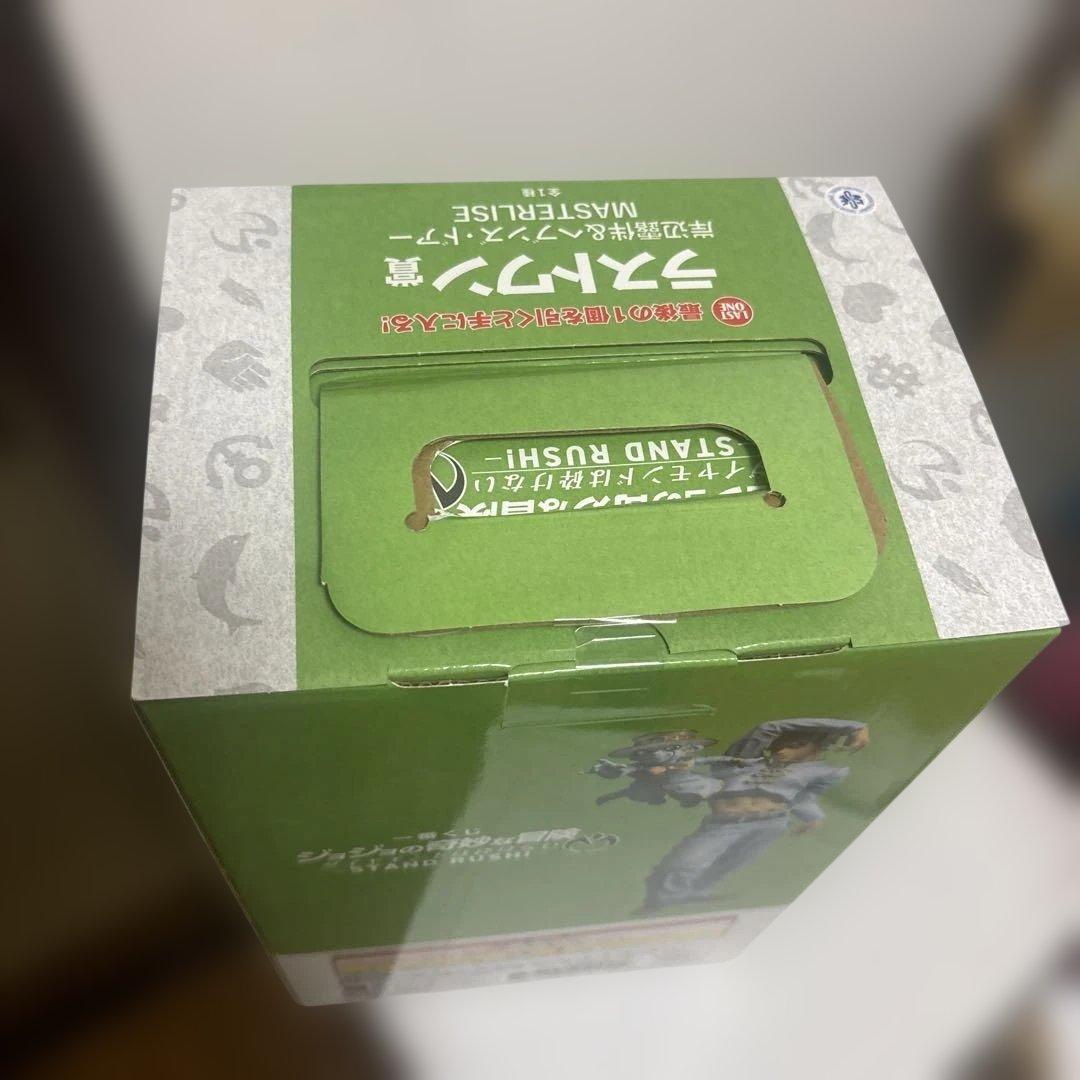 LAST ONE
最後の1個を引くと手に入る!
ラストワン賞
岸辺露伴&ヘブンズ・ドアー
MASTERLISE
全1種
イヤモンドは砕けない
STAND RUSH!
一番くじ
ジョジョの奇妙な冒険
STAND RUSH!